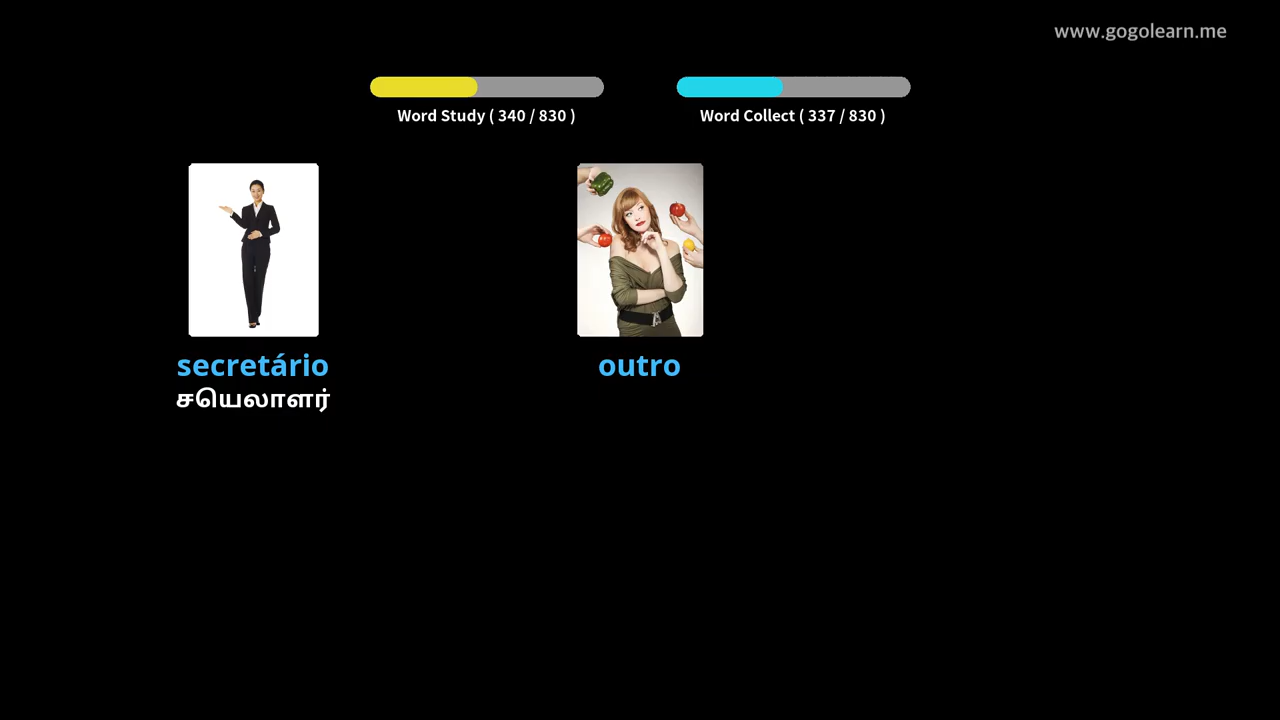 www.gogolearn.me
Word Study ( 340 / 830 )
Word Collect ( 337 / 830 )
secretário
outro
சயெலாளர்